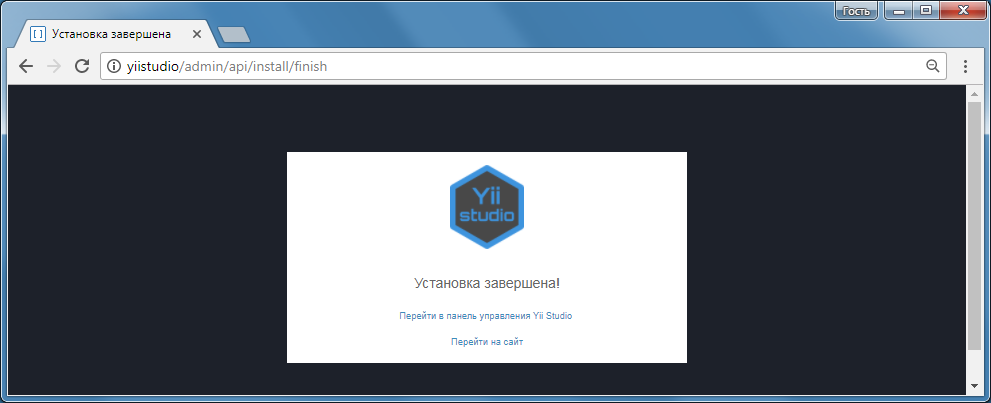 Гость
Установка завершена
yiistudio/admin/api/install/finish
Yii
studio
Установка завершена!
Перейти в панель управления Yii Studio
Перейти на сайт